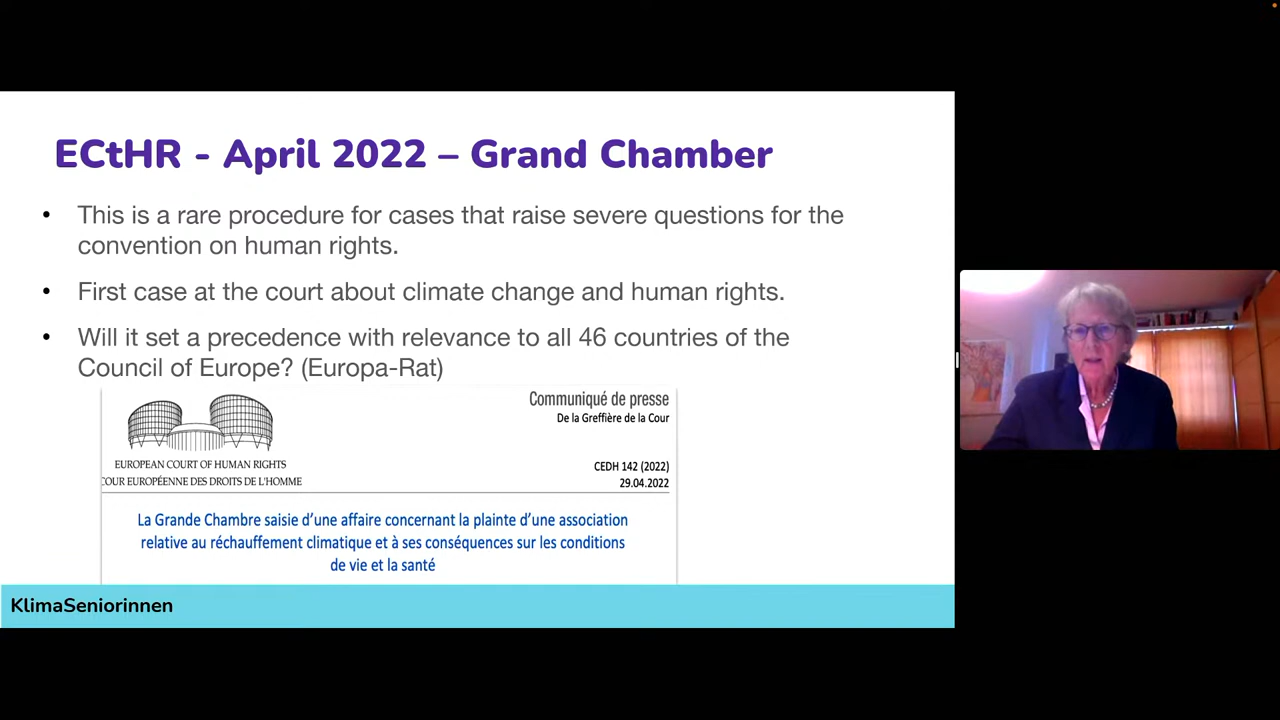 ECtHR - April 2022 – Grand Chamber
• This is a rare procedure for cases that raise severe questions for the
convention on human rights.
• First case at the court about climate change and human rights.
• Will it set a precedence with relevance to all 46 countries of the
Council of Europe? (Europa-Rat)
Communiqué de presse
De la Greffière de la Cour
EUROPEAN COURT OF HUMAN RIGHTS
COUR EUROPÉENNE DES DROITS DE L'HOMME
CEDH 142 (2022)
29.04.2022
La Grande Chambre saisie d’une affaire concernant la plainte d’une association
relative au réchauffement climatique et à ses conséquences sur les conditions
de vie et la santé
KlimaSeniorinnen